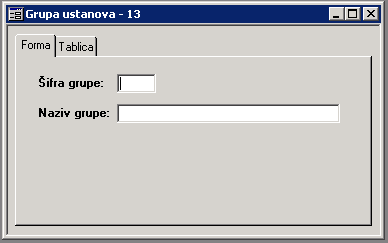 Grupa ustanova - 13
Forma Tablica
Šifra grupe:
Naziv grupe: